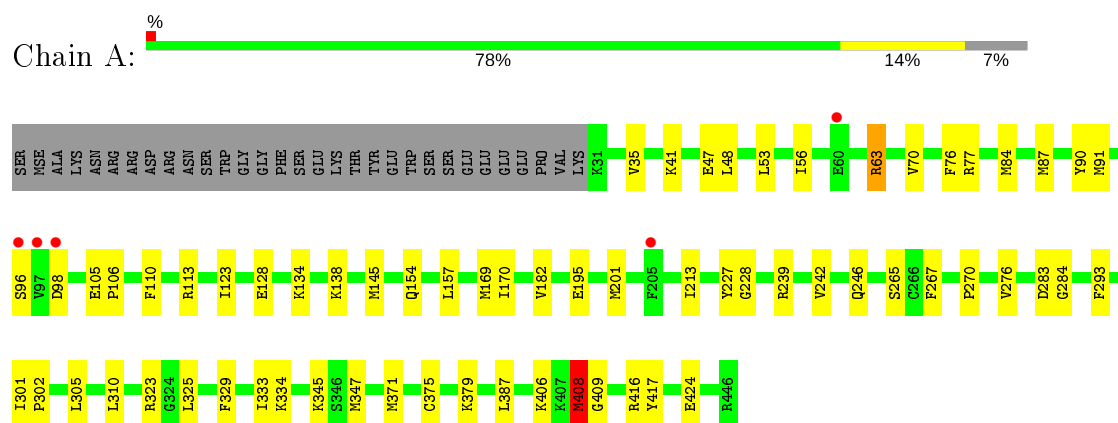 %
Chain A:
78% 14% 7%
SER MSE ALA LYS ASN ARG ARG ASP ARG ASN SER TRP GLY GLY PHE SER GLU LYS THR TYR GLU TRP SER SER GLU GLU GLU GLU PRO VAL LYS K31 V35 K41 E47 L48 L53 I56 E60 R63 V70 F76 R77 M84 M87 Y90 M91
S96 V97 D98 E105 P106 F110 R113 I123 E128 K134 K138 M145 Q154 L157 M169 I170 V182 E195 M201 F205 I213 Y227 G228 R239 V242 Q246 S265 C266 F267 P270 V276 D283 G284 F293
I301 P302 L305 L310 R323 G324 L325 F329 I333 K334 K345 S346 M347 M371 C375 K379 L387 K406 K407 M408 G409 R416 Y417 E424 R446